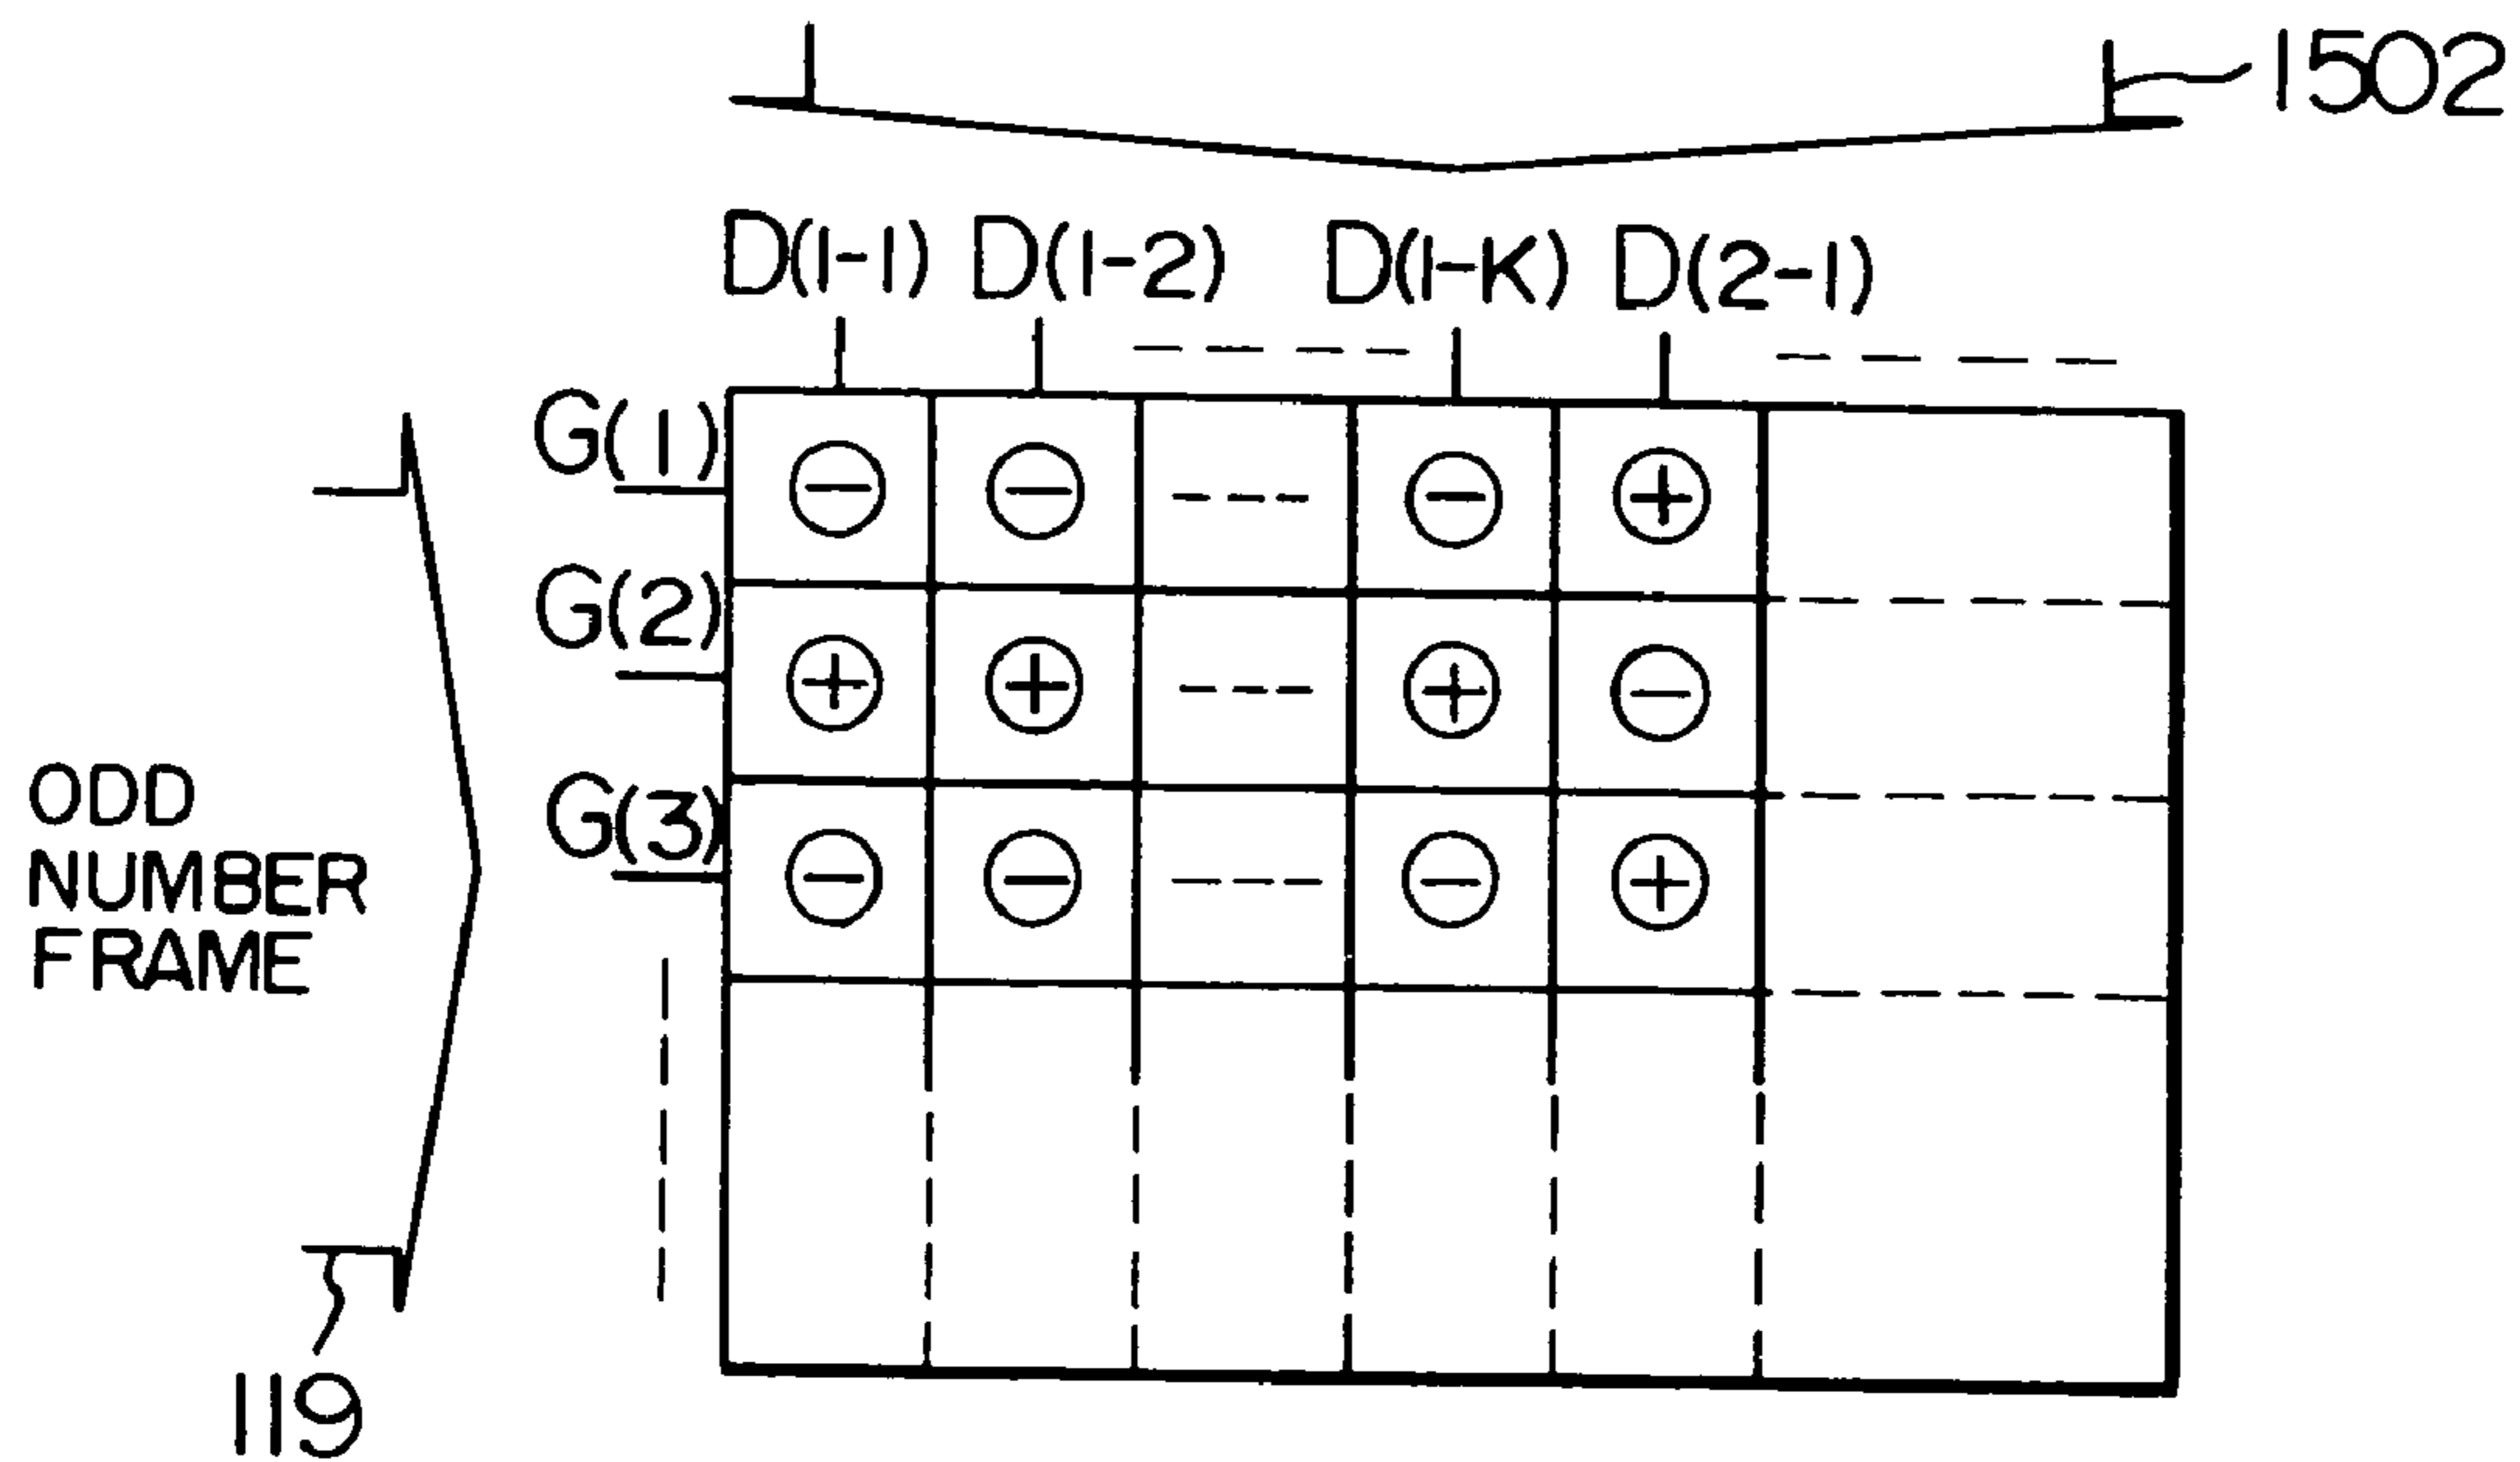 1502
D(1-1) D(1-2) D(1-K) D(2-1)
G(1)
G(2)
G(3)
ODD
NUMBER
FRAME
119